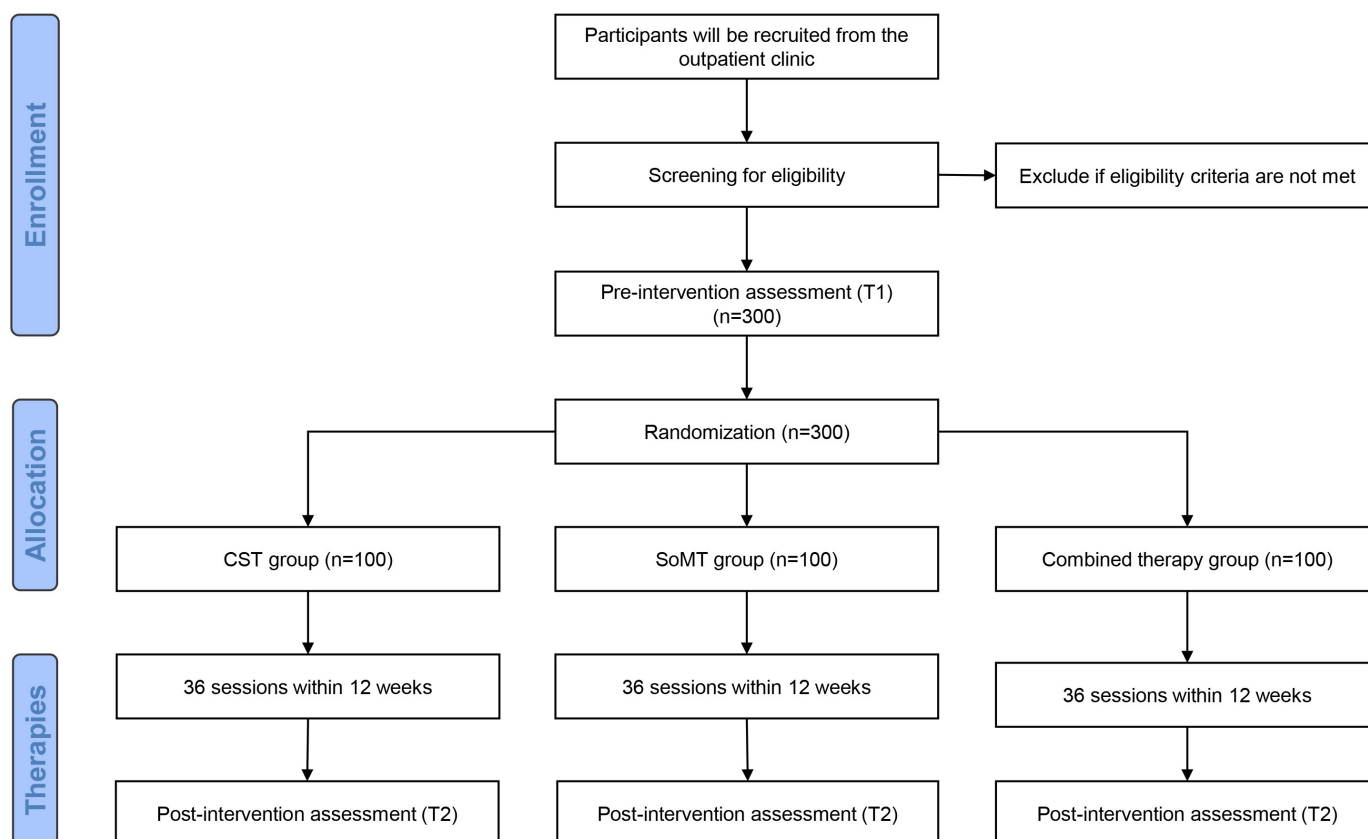 Enrollment
Participants will be recruited from the
outpatient clinic
Screening for eligibility
Exclude if eligibility criteria are not met
Pre-intervention assessment (T1)
(n=300)
Allocation
Randomization (n=300)
CST group (n=100)
SoMT group (n=100)
Combined therapy group (n=100)
Therapies
36 sessions within 12 weeks
36 sessions within 12 weeks
36 sessions within 12 weeks
Post-intervention assessment (T2)
Post-intervention assessment (T2)
Post-intervention assessment (T2)